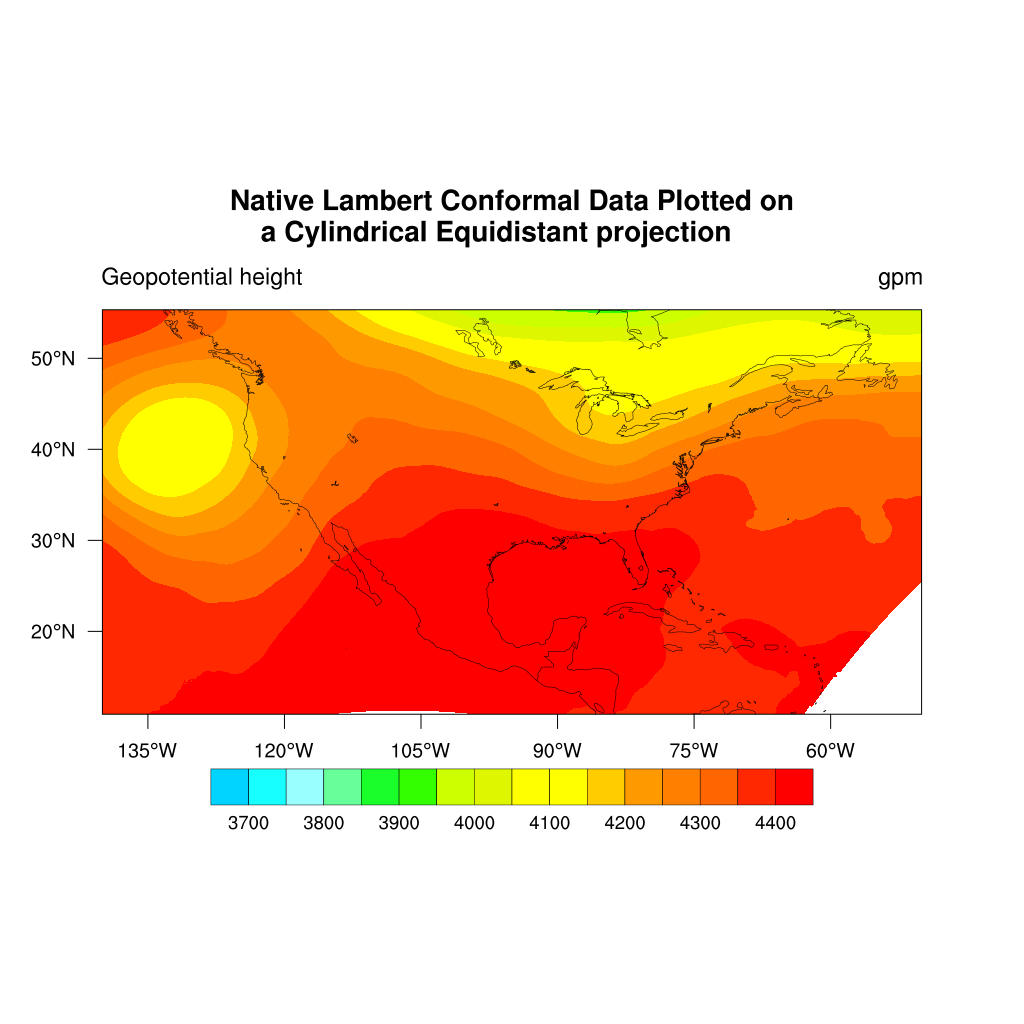 Native Lambert Conformal Data Plotted on
a Cylindrical Equidistant projection
Geopotential height gpm
50°N
40°N
30°N
20°N
135°W 120°W 105°W 90°W 75°W 60°W
3700 3800 3900 4000 4100 4200 4300 4400